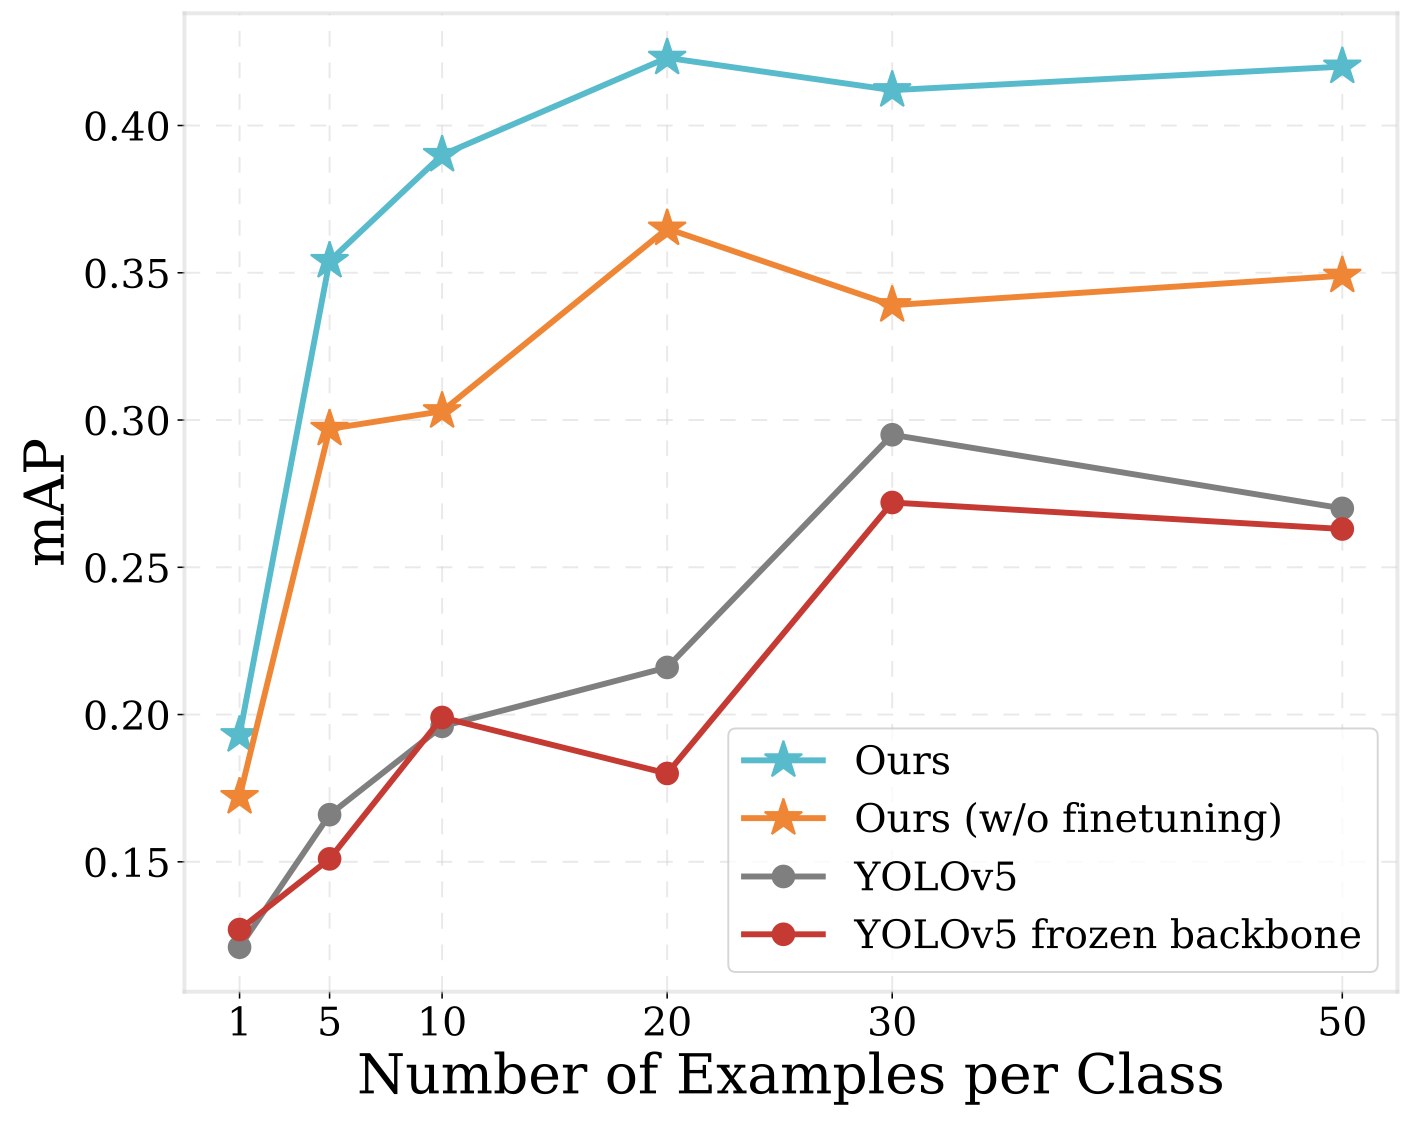 0.40
0.35
0.30
0.25
0.20
0.15
mAP
Ours
Ours (w/o finetuning)
YOLOv5
YOLOv5 frozen backbone
1 5 10 20 30 50
Number of Examples per Class